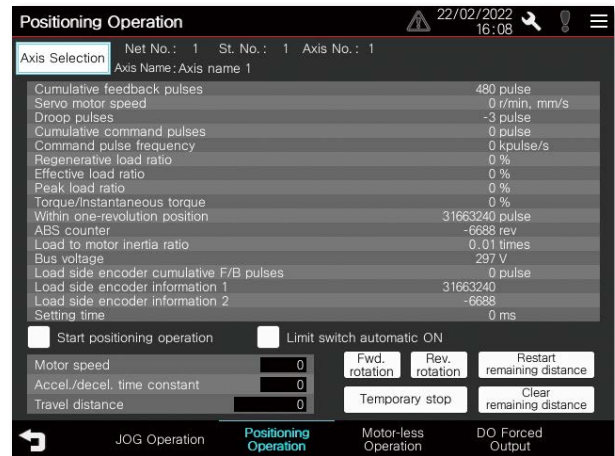 Positioning Operation
22/02/2022
16:08
Axis Selection
Net No.: 1 St. No.: 1 Axis No.: 1
Axis Name:Axis name 1
Cumulative feedback pulses 480 pulse
Servo motor speed 0 r/min, mm/s
Droop pulses -3 pulse
Cumulative command pulses 0 pulse
Command pulse frequency 0 kpulse/s
Regenerative load ratio 0 %
Effective load ratio 0 %
Peak load ratio 0 %
Torque/Instantaneous torque 0 %
Within one-revolution position 31663240 pulse
ABS counter -6688 rev
Load to motor inertia ratio 0.01 times
Bus voltage 297 V
Load side encoder cumulative F/B pulses 0 pulse
Load side encoder information 1 31663240
Load side encoder information 2 -6688
Setting time 0 ms
Start positioning operation
Limit switch automatic ON
Motor speed 0
Accel./decel. time constant 0
Travel distance 0
Fwd.
rotation
Rev.
rotation
Restart
remaining distance
Temporary stop
Clear
remaining distance
JOG Operation
Positioning
Operation
Motor-less
Operation
DO Forced
Output